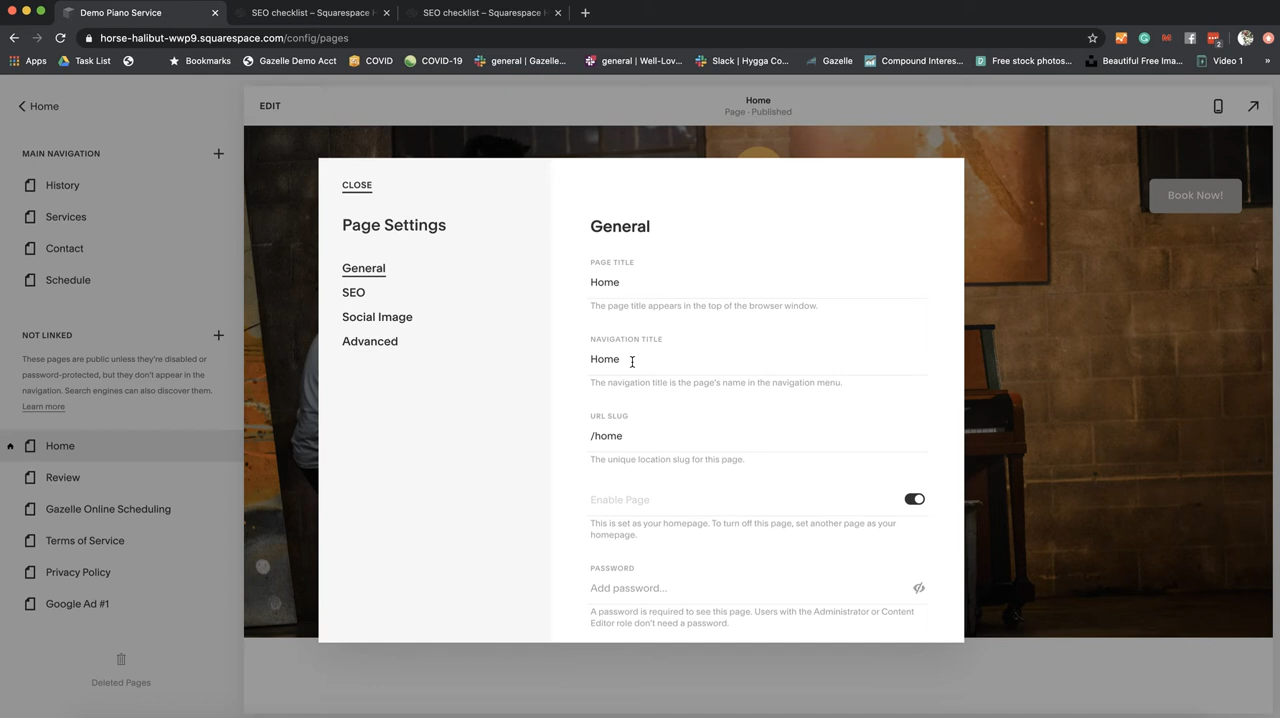 Demo Piano Service
SEO checklist – Squarespace H
SEO checklist – Squarespace H
horse-halibut-wwp9.squarespace.com/config/pages
Apps
Task List
Bookmarks
Gazelle Demo Acct
COVID
COVID-19
general | Gazelle...
general | Well-Lov...
Slack | Hygga Co...
Gazelle
Compound Interes...
Free stock photos...
Beautiful Free Ima...
Video 1
»
2
Home
EDIT
Home
Page · Published
MAIN NAVIGATION
History
Services
Contact
Schedule
NOT LINKED
These pages are public unless they're disabled or
password-protected, but they don't appear in the
navigation. Search engines can also discover them.
Learn more
Home
Review
Gazelle Online Scheduling
Terms of Service
Privacy Policy
Google Ad #1
Deleted Pages
Book Now!
CLOSE
Page Settings
General
SEO
Social Image
Advanced
General
PAGE TITLE
Home
The page title appears in the top of the browser window.
NAVIGATION TITLE
Home
The navigation title is the page's name in the navigation menu.
URL SLUG
/home
The unique location slug for this page.
Enable Page
This is set as your homepage. To turn off this page, set another page as your
homepage.
PASSWORD
Add password...
A password is required to see this page. Users with the Administrator or Content
Editor role don't need a password.